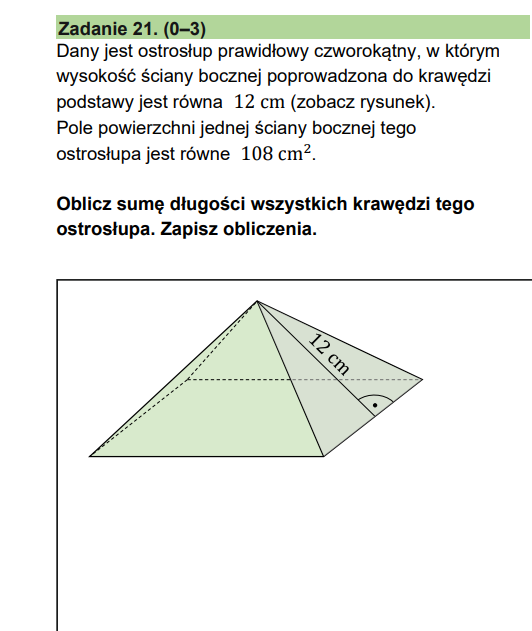 Zadanie 21. (0–3)
Dany jest ostrosłup prawidłowy czworokątny, w którym
wysokość ściany bocznej poprowadzona do krawędzi
podstawy jest równa 12 cm (zobacz rysunek).
Pole powierzchni jednej ściany bocznej tego
ostrosłupa jest równe 108 cm².
Oblicz sumę długości wszystkich krawędzi tego
ostrosłupa. Zapisz obliczenia.
12 cm